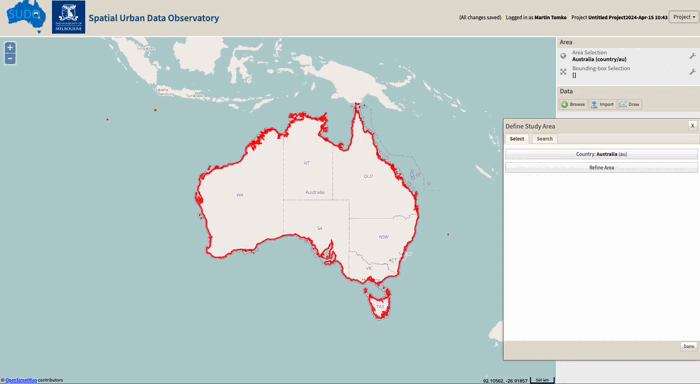 SUDO
THE UNIVERSITY OF
MELBOURNE
Spatial Urban Data Observatory
(All changes saved)
Logged in as Martin Tomko
Project Untitled Project2024-Apr-15 10:43
Project
+
−
Area
Area Selection
Australia (country/au)
Bounding-box Selection
[]
Data
Browse
Import
Draw
Define Study Area
X
Select
Search
Country: Australia (au)
Refine Area
Done
NT
QLD
WA
Australia
SA
NSW
ACT
VIC
TAS
© OpenStreetMap contributors
92.10562, -26.91857